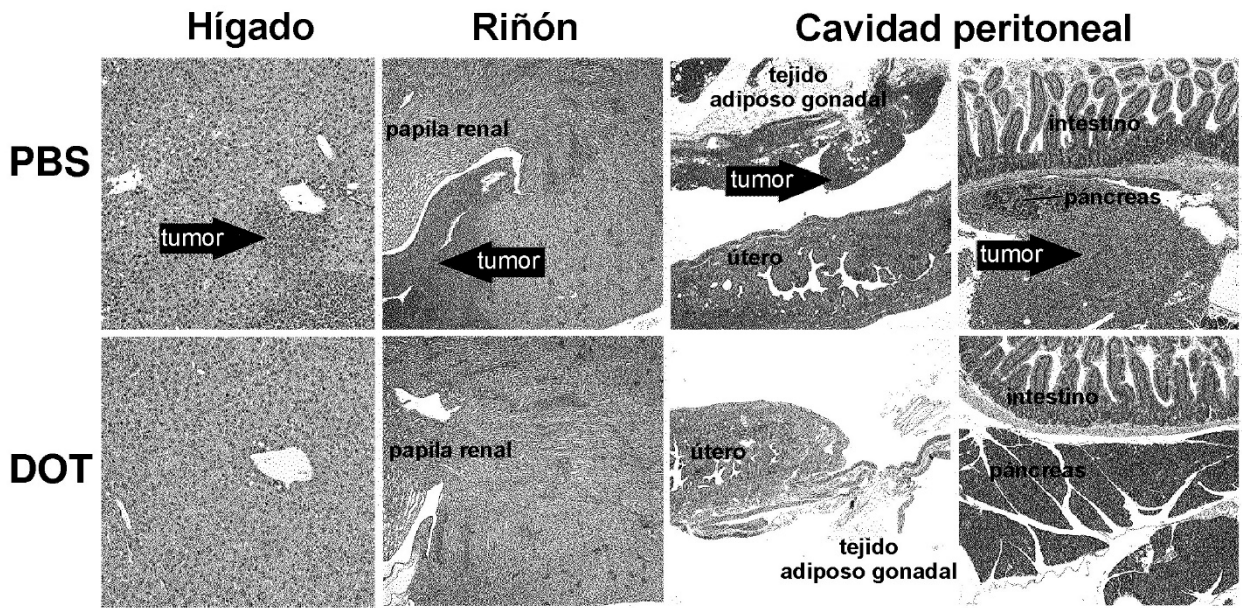 Hígado
Riñón
Cavidad peritoneal
PBS
tumor
papila renal
tumor
tejido
adiposo gonadal
tumor
útero
intestino
páncreas
tumor
DOT
papila renal
útero
tejido
adiposo gonadal
intestino
páncreas